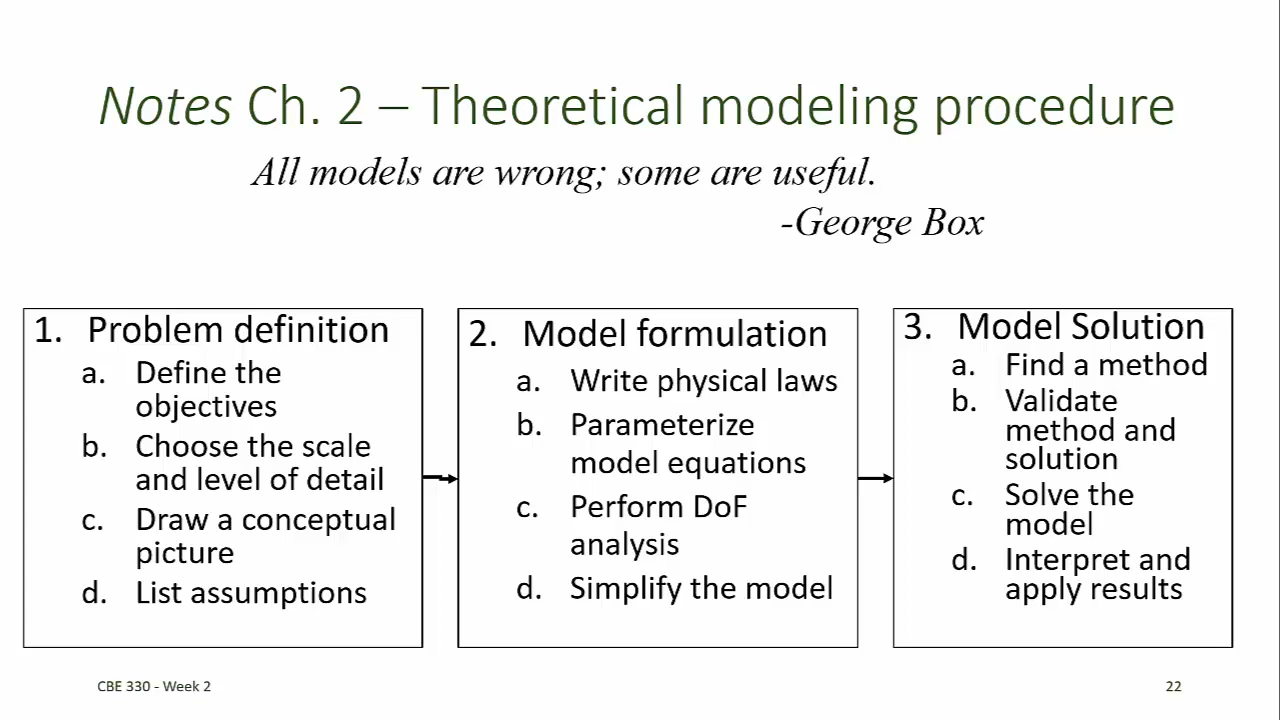 Notes Ch. 2 – Theoretical modeling procedure
All models are wrong; some are useful.
-George Box
1. Problem definition
a. Define the
objectives
b. Choose the scale
and level of detail
c. Draw a conceptual
picture
d. List assumptions
2. Model formulation
a. Write physical laws
b. Parameterize
model equations
c. Perform DoF
analysis
d. Simplify the model
3. Model Solution
a. Find a method
b. Validate
method and
solution
c. Solve the
model
d. Interpret and
apply results
CBE 330 - Week 2
22